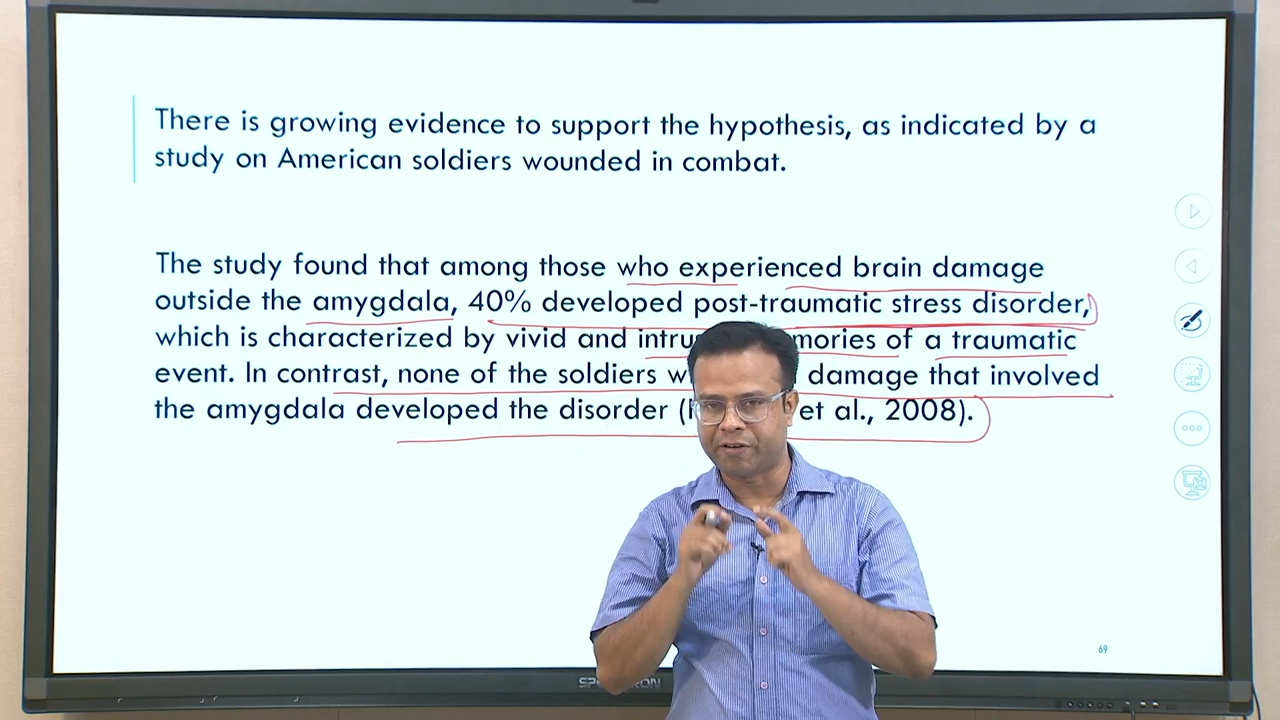 There is growing evidence to support the hypothesis, as indicated by a
study on American soldiers wounded in combat.
The study found that among those who experienced brain damage
outside the amygdala, 40% developed post-traumatic stress disorder,
which is characterized by vivid and of a traumatic
event. In contrast, none of the soldiers damage that involved
the amygdala developed the disorder ( et al., 2008).
69